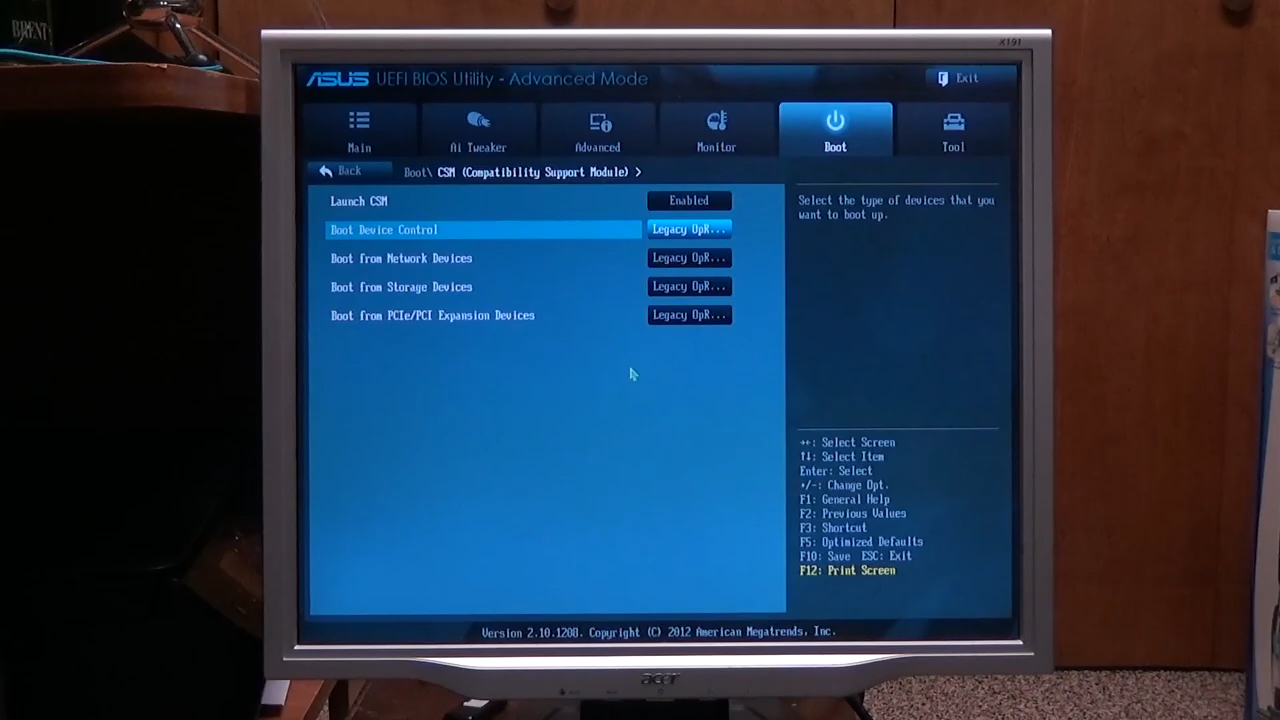 BRENT
X191
ASUS UEFI BIOS Utility - Advanced Mode
Exit
Main
Ai Tweaker
Advanced
Monitor
Boot
Tool
Back
Boot\ CSM (Compatibility Support Module) >
Launch CSM Enabled
Boot Device Control Legacy OpR...
Boot from Network Devices Legacy OpR...
Boot from Storage Devices Legacy OpR...
Boot from PCIe/PCI Expansion Devices Legacy OpR...
Select the type of devices that you
want to boot up.
→←: Select Screen
↑↓: Select Item
Enter: Select
+/-: Change Opt.
F1: General Help
F2: Previous Values
F3: Shortcut
F5: Optimized Defaults
F10: Save ESC: Exit
F12: Print Screen
Version 2.10.1208. Copyright (C) 2012 American Megatrends, Inc.
acer